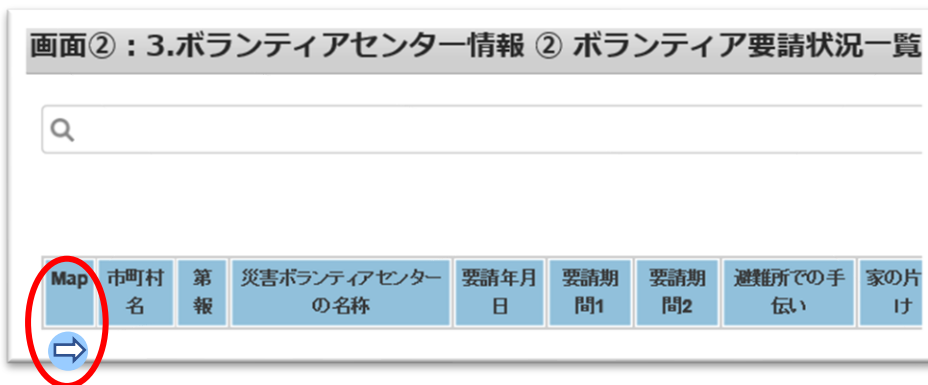 画面②：3.ボランティアセンター情報 ② ボランティア要請状況一覧
Map
市町村
名
第
報
災害ボランティアセンター
の名称
要請年月
日
要請期
間1
要請期
間2
避難所での手
伝い
家の片
け